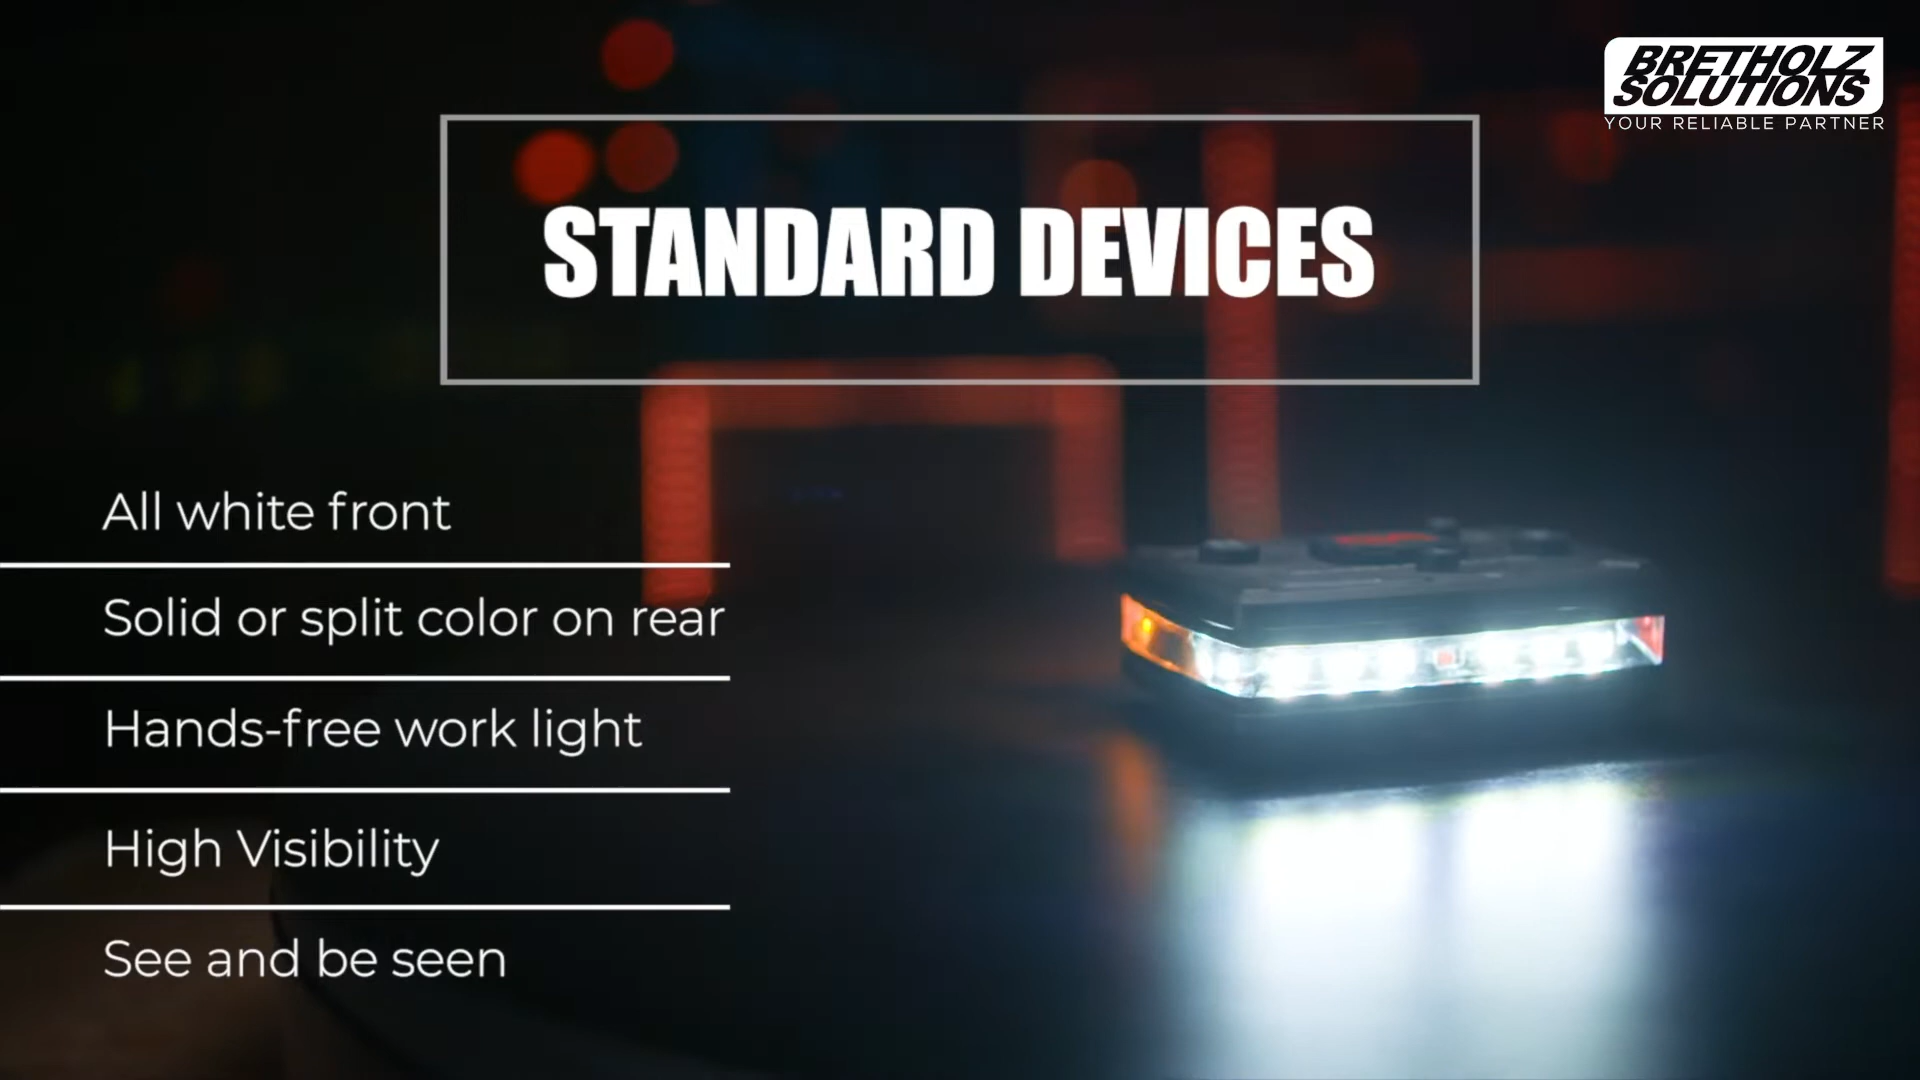 BRETHOLZ
SOLUTIONS
YOUR RELIABLE PARTNER
STANDARD DEVICES
All white front
Solid or split color on rear
Hands-free work light
High Visibility
See and be seen